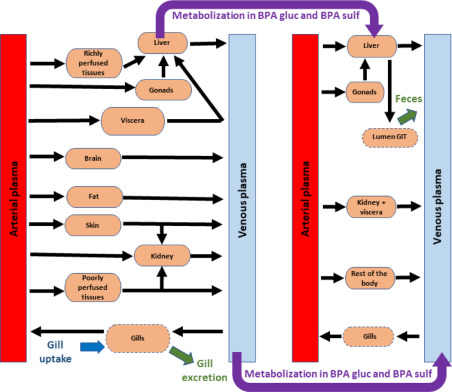 Metabolization in BPA gluc and BPA sulf
Liver
Richly
perfused
tissues
Gonads
Viscera
Brain
Fat
Skin
Kidney
Poorly
perfused
tissues
Gills
Gill
uptake
Gill
excretion
Arterial plasma
Venous plasma
Liver
Gonads
Feces
Lumen GIT
Kidney +
viscera
Rest of the
body
Gills
Arterial plasma
Venous plasma
Metabolization in BPA gluc and BPA sulf